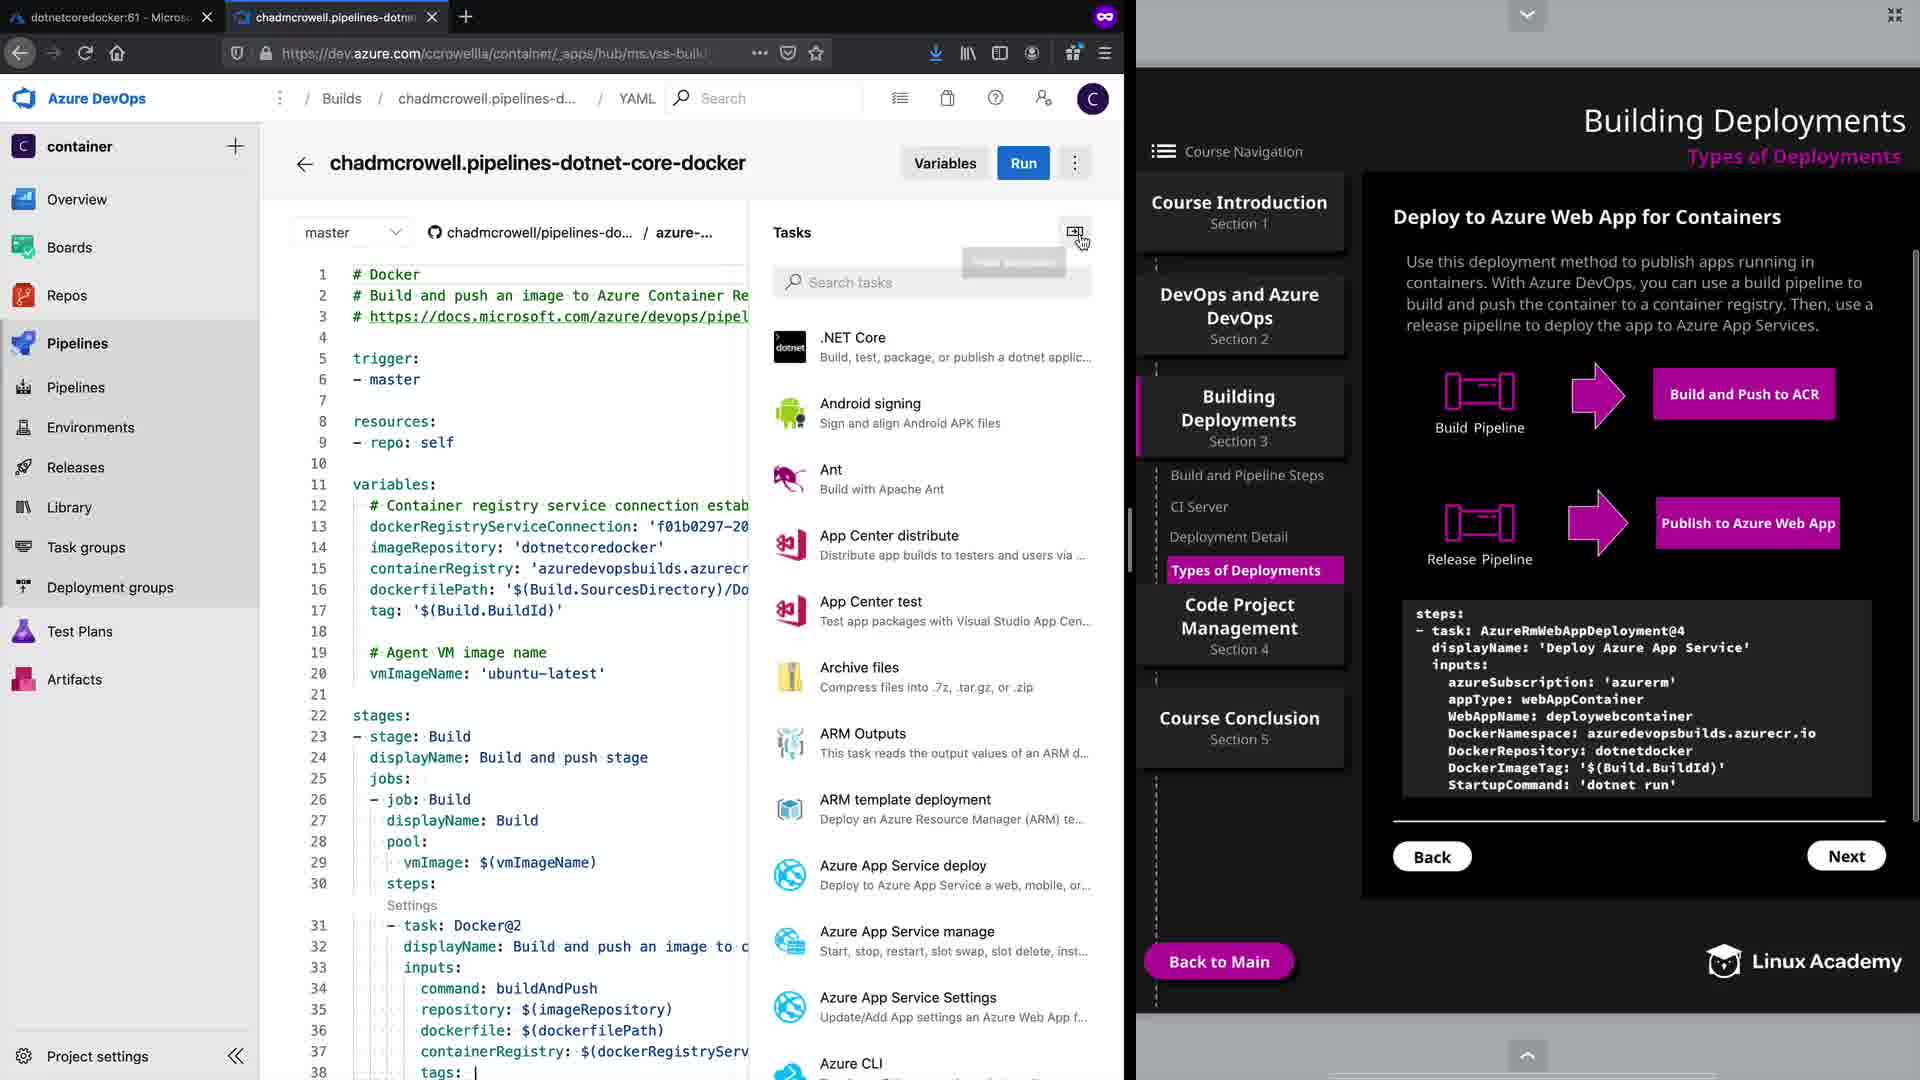 dotnetcoredocker:61 - Micros
chadmcrowell.pipelines-dotnet
https://dev.azure.com/ccrowellla/container/_apps/hub/ms.vss-build
Azure DevOps
/ Builds / chadmcrowell.pipelines-d... / YAML
Search
C
C container
Overview
Boards
Repos
Pipelines
Pipelines
Environments
Releases
Library
Task groups
Deployment groups
Test Plans
Artifacts
Project settings
chadmcrowell.pipelines-dotnet-core-docker
Variables
Run
master
chadmcrowell/pipelines-do... / azure-...
1 # Docker
2 # Build and push an image to Azure Container Re
3 # https://docs.microsoft.com/azure/devops/pipel
4
5 trigger:
6 - master
7
8 resources:
9 - repo: self
10
11 variables:
12 # Container registry service connection estab
13 dockerRegistryServiceConnection: 'f01b0297-20
14 imageRepository: 'dotnetcoredocker'
15 containerRegistry: 'azuredevopsbuilds.azurecr
16 dockerfilePath: '$(Build.SourcesDirectory)/Do
17 tag: '$(Build.BuildId)'
18
19 # Agent VM image name
20 vmImageName: 'ubuntu-latest'
21
22 stages:
23 - stage: Build
24 displayName: Build and push stage
25 jobs:
26 - job: Build
27 displayName: Build
28 pool:
29 vmImage: $(vmImageName)
30 steps:
Settings
31 - task: Docker@2
32 displayName: Build and push an image to c
33 inputs:
34 command: buildAndPush
35 repository: $(imageRepository)
36 dockerfile: $(dockerfilePath)
37 containerRegistry: $(dockerRegistryServ
38 tags: |
Tasks
Search tasks
dotnet
.NET Core
Build, test, package, or publish a dotnet applic...
Android signing
Sign and align Android APK files
Ant
Build with Apache Ant
App Center distribute
Distribute app builds to testers and users via ...
App Center test
Test app packages with Visual Studio App Cen...
Archive files
Compress files into .7z, .tar.gz, or .zip
ARM Outputs
This task reads the output values of an ARM d...
ARM template deployment
Deploy an Azure Resource Manager (ARM) te...
Azure App Service deploy
Deploy to Azure App Service a web, mobile, or...
Azure App Service manage
Start, stop, restart, slot swap, slot delete, inst...
Azure App Service Settings
Update/Add App settings an Azure Web App f...
Azure CLI
Building Deployments
Types of Deployments
Course Navigation
Course Introduction
Section 1
DevOps and Azure
DevOps
Section 2
Building
Deployments
Section 3
Build and Pipeline Steps
CI Server
Deployment Detail
Types of Deployments
Code Project
Management
Section 4
Course Conclusion
Section 5
Back to Main
Deploy to Azure Web App for Containers
Use this deployment method to publish apps running in
containers. With Azure DevOps, you can use a build pipeline to
build and push the container to a container registry. Then, use a
release pipeline to deploy the app to Azure App Services.
Build Pipeline
Build and Push to ACR
Release Pipeline
Publish to Azure Web App
steps:
- task: AzureRmWebAppDeployment@4
displayName: 'Deploy Azure App Service'
inputs:
azureSubscription: 'azurerm'
appType: webAppContainer
WebAppName: deploywebcontainer
DockerNamespace: azuredevopsbuilds.azurecr.io
DockerRepository: dotnetdocker
DockerImageTag: '$(Build.BuildId)'
StartupCommand: 'dotnet run'
Back
Next
Linux Academy